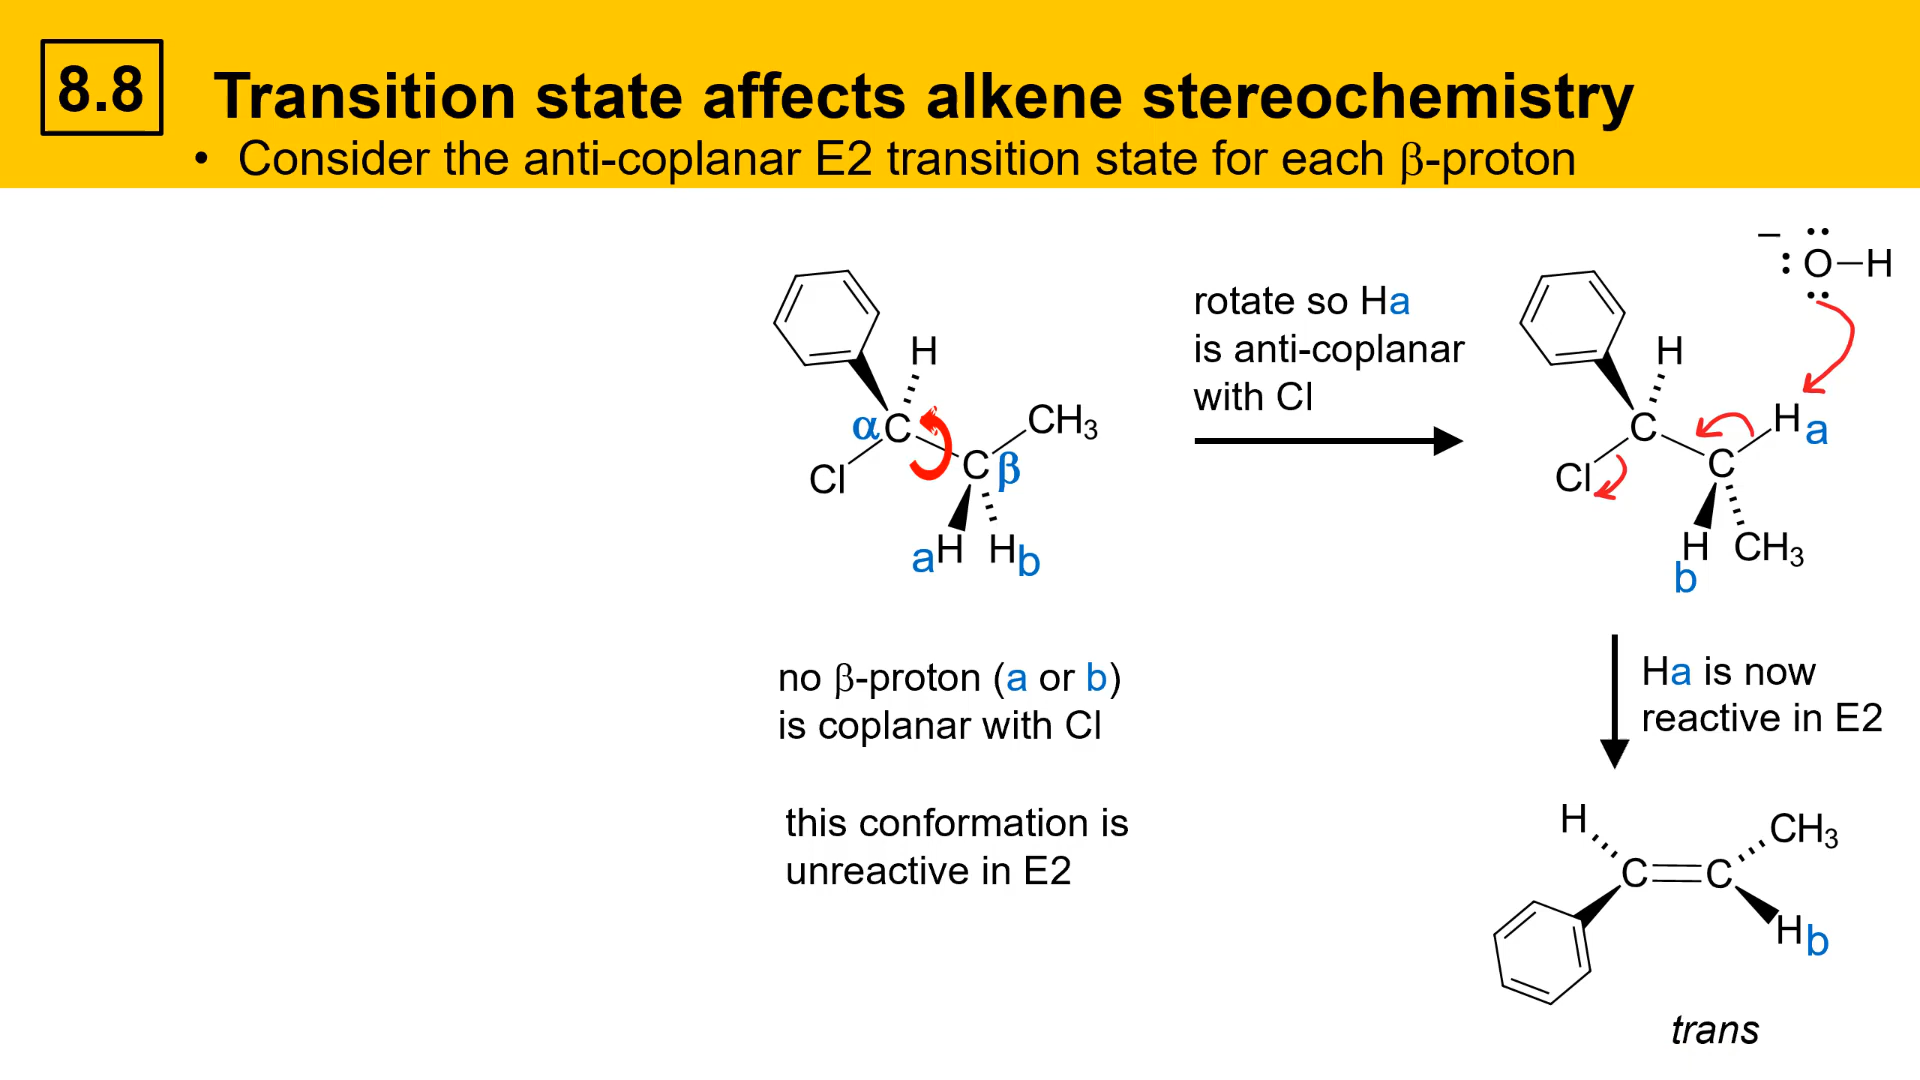 8.8
Transition state affects alkene stereochemistry
• Consider the anti-coplanar E2 transition state for each β-proton
H
αC
CH3
Cl
C β
aH Hb
no β-proton (a or b)
is coplanar with Cl
this conformation is
unreactive in E2
rotate so Ha
is anti-coplanar
with Cl
− :O–H
H
C
Ha
Cl
C
H CH3
b
Ha is now
reactive in E2
H
CH3
C=C
Hb
trans